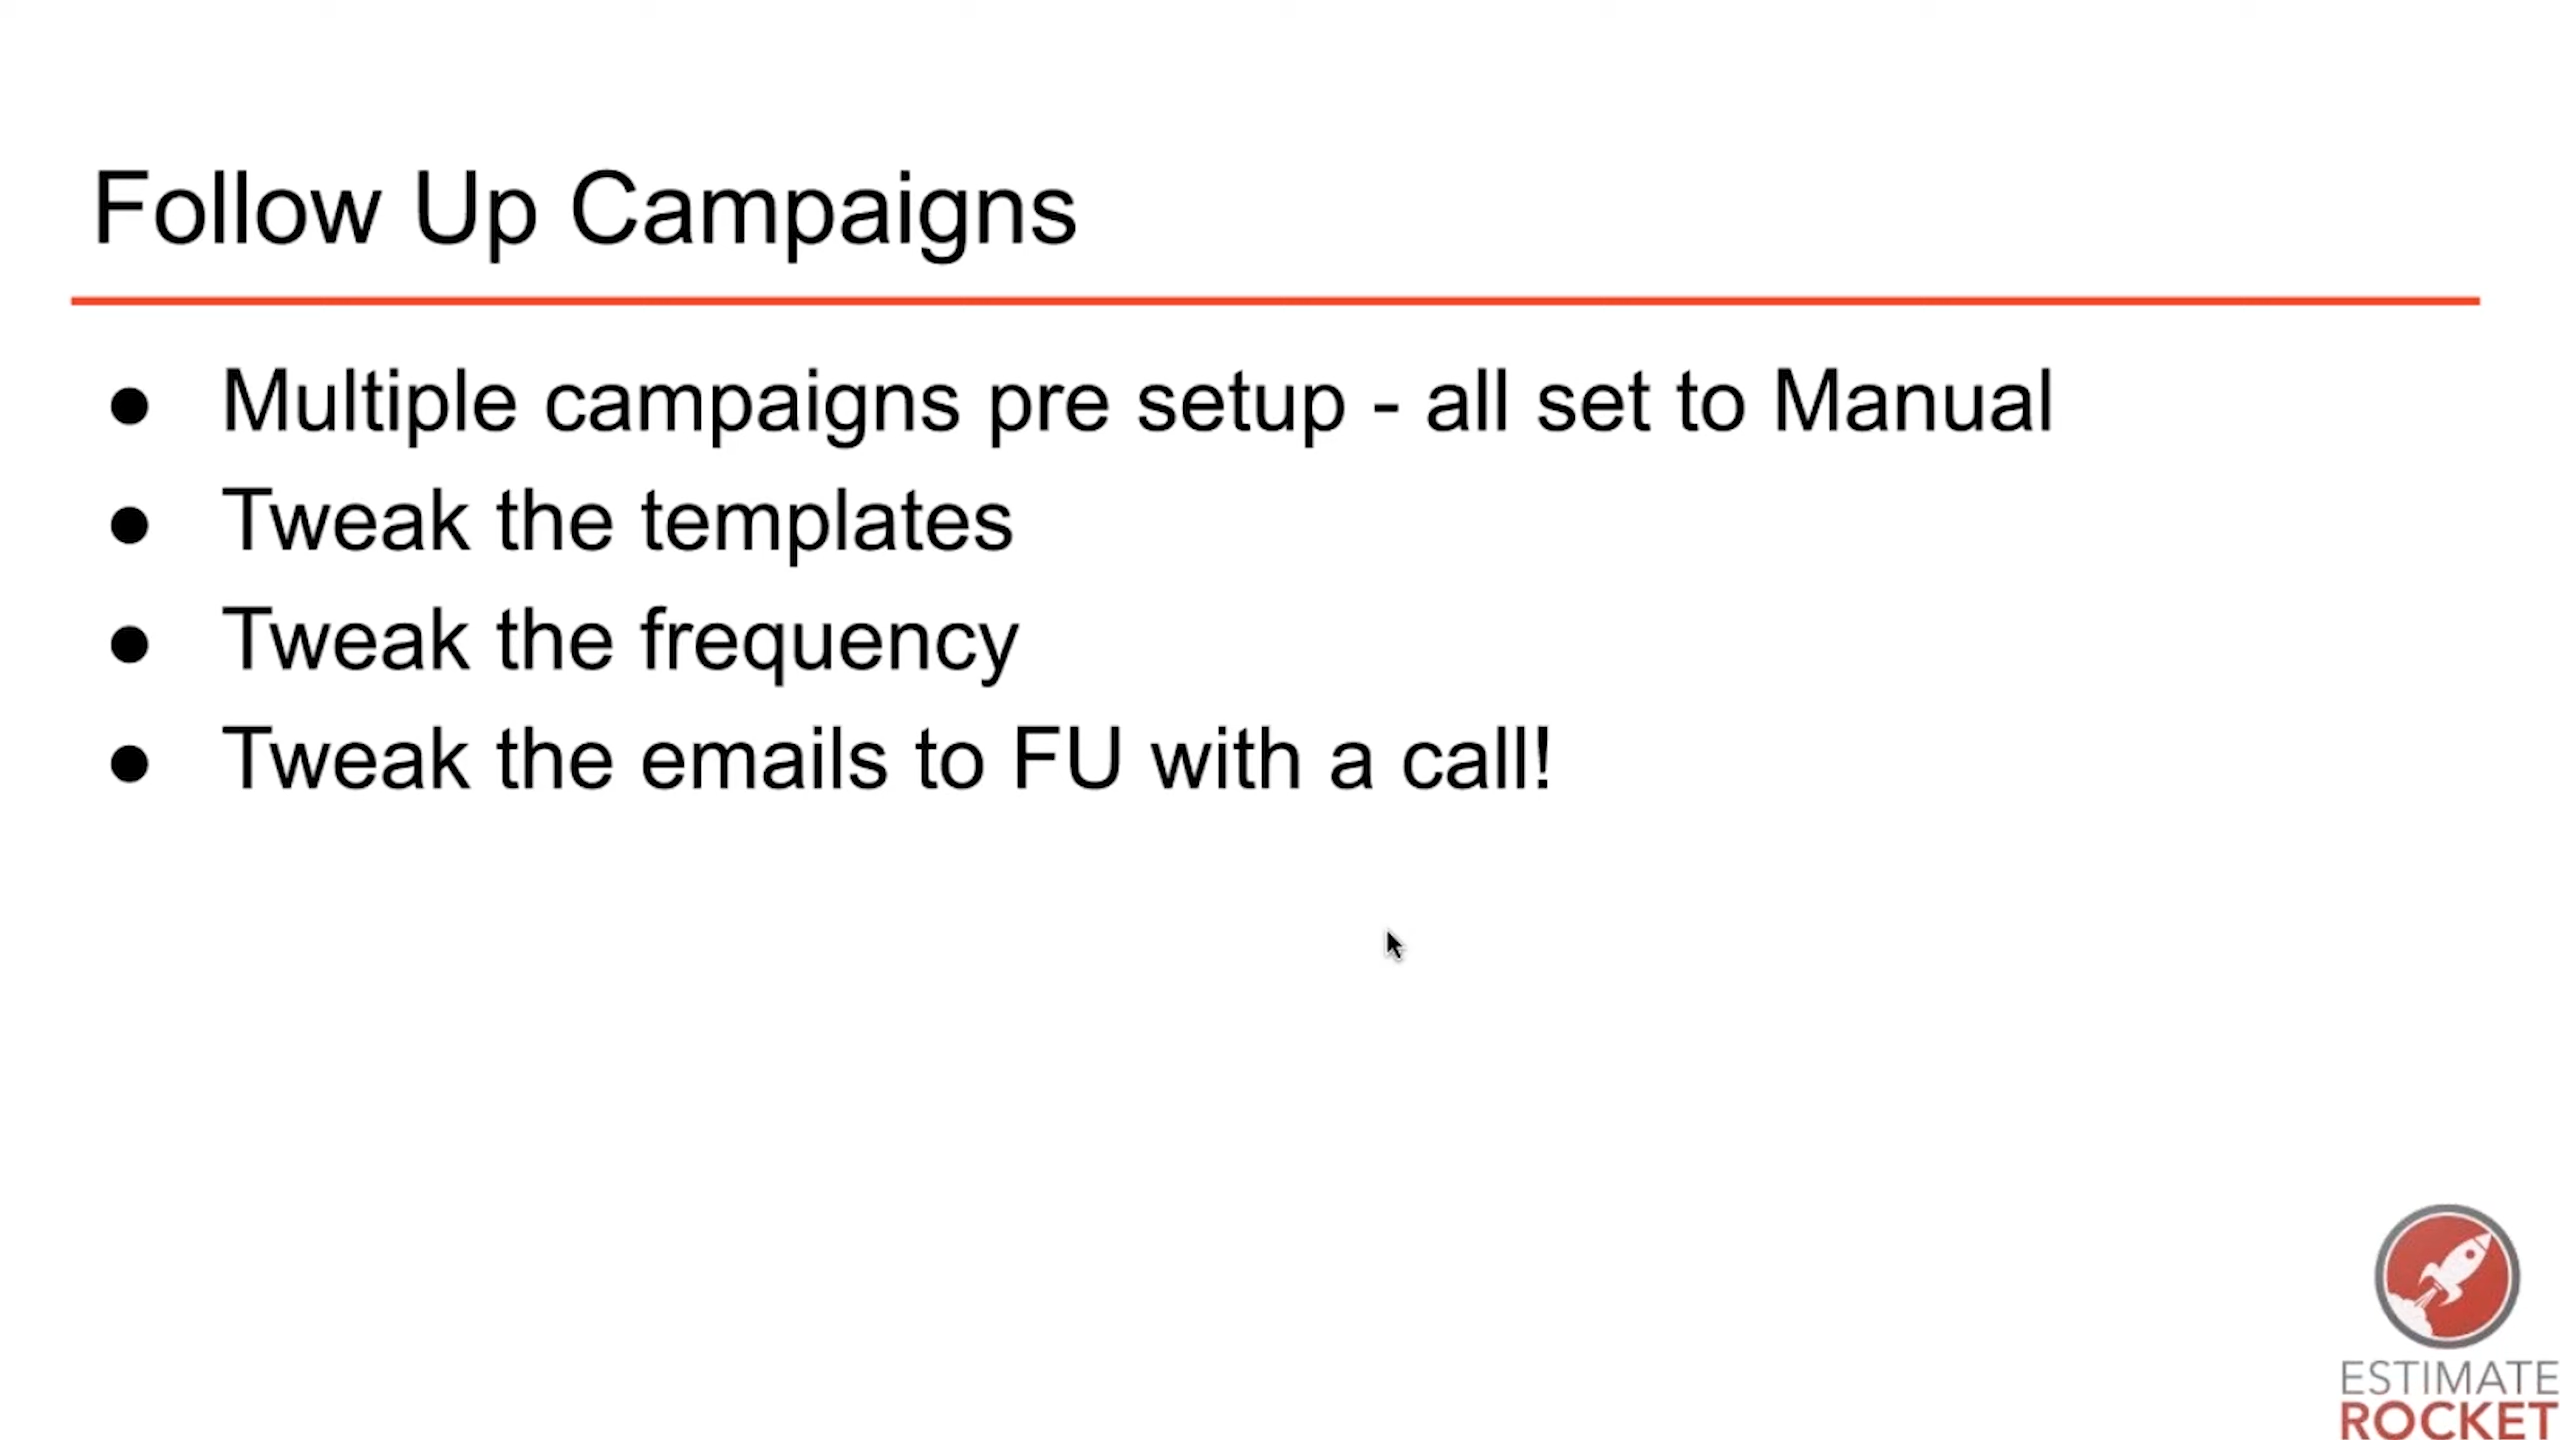 Follow Up Campaigns
● Multiple campaigns pre setup - all set to Manual
● Tweak the templates
● Tweak the frequency
● Tweak the emails to FU with a call!
ESTIMATE
ROCKET